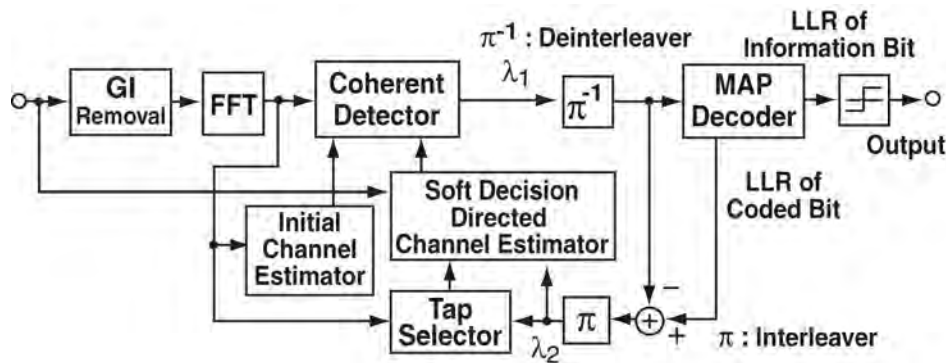 LLR of
Information Bit
π⁻¹ : Deinterleaver
GI
Removal
FFT
Coherent
Detector
λ₁
π⁻¹
MAP
Decoder
Output
LLR of
Coded Bit
Soft Decision
Directed
Channel Estimator
Initial
Channel
Estimator
Tap
Selector
λ₂
π
−
+
+
π : Interleaver